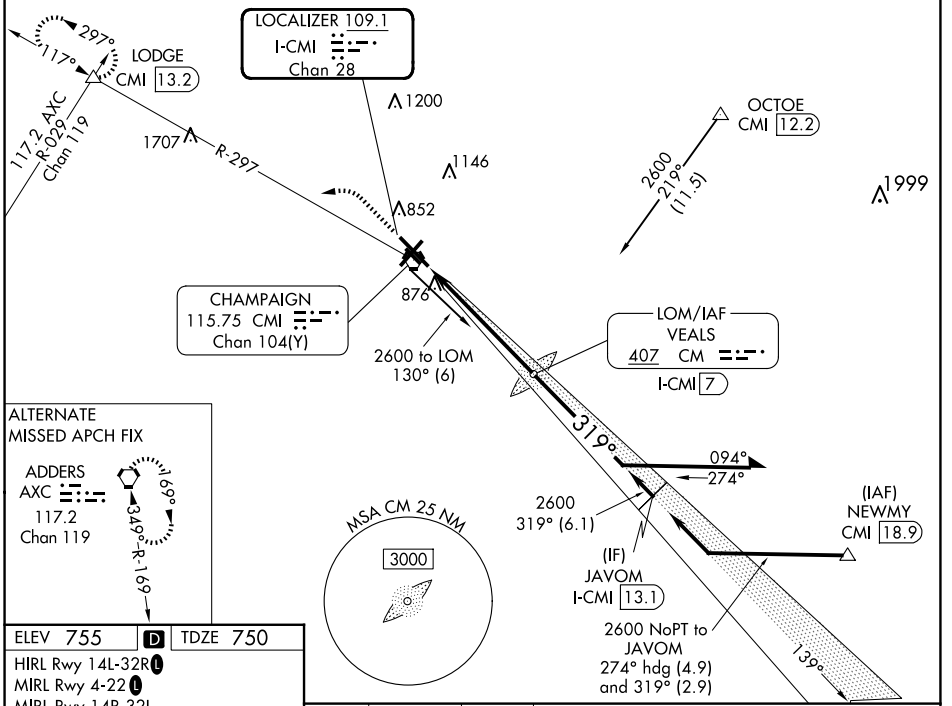 LOCALIZER 109.1
I-CMI
Chan 28
297°
117°
LODGE
CMI 13.2
117.2 AXC
R-029
Chan 119
1707
R-297
1200
1146
852
OCTOE
CMI 12.2
2600
219°
(11.5)
1999
CHAMPAIGN
115.75 CMI
Chan 104(Y)
876
2600 to LOM
130° (6)
LOM/IAF
VEALS
407 CM
I-CMI 7
319°
094°
274°
2600
319° (6.1)
(IF)
JAVOM
I-CMI 13.1
(IAF)
NEWMY
CMI 18.9
2600 NoPT to
JAVOM
274° hdg (4.9)
and 319° (2.9)
139°
ALTERNATE
MISSED APCH FIX
ADDERS
AXC
117.2
Chan 119
169°
349°
R-169
MSA CM 25 NM
3000
ELEV 755 D TDZE 750
HIRL Rwy 14L-32R L
MIRL Rwy 4-22 L
MIRL Rwy 14R-32L